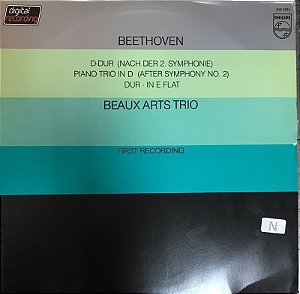 digital
recording
PHILIPS
BEETHOVEN
D-DUR (NACH DER 2. SYMPHONIE)
PIANO TRIO IN D (AFTER SYMPHONY NO. 2)
DUR · IN E FLAT
BEAUX ARTS TRIO
FIRST RECORDING
N